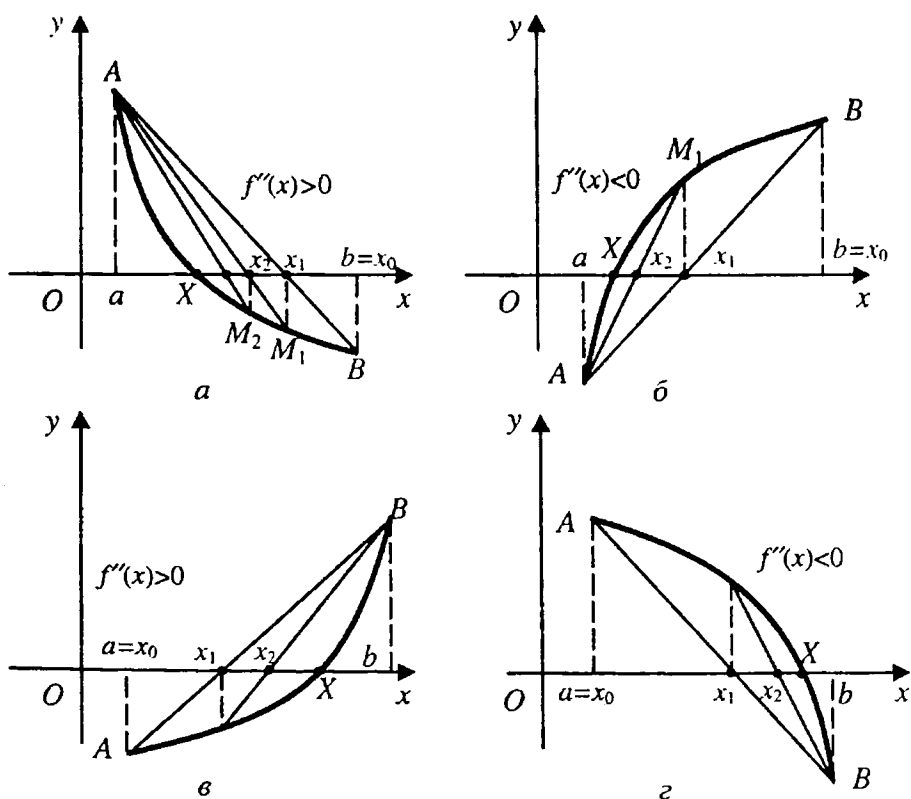 y
A
f″(x)>0
x₂ x₁ b=x₀
O a X x
M₂ M₁
B
а
y
B
M₁
f″(x)<0
X
a x₂ x₁ b=x₀
O x
A
б
y
B
f″(x)>0
a=x₀ x₁ x₂ b
O X x
A
в
y
A
f″(x)<0
X
O a=x₀ x₁ x₂ b x
B
г